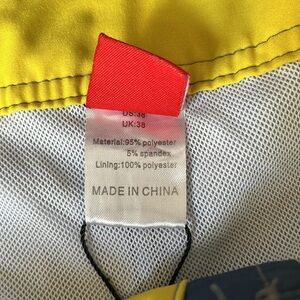 US:38
UK:38
Material:95% polyester
5% spandex
Lining:100% polyester
MADE IN CHINA